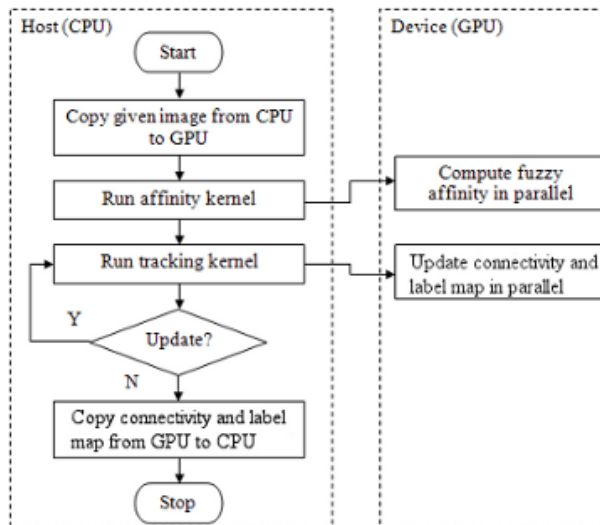 Host (CPU)
Device (GPU)
Start
Copy given image from CPU
to GPU
Run affinity kernel
Compute fuzzy
affinity in parallel
Run tracking kernel
Update connectivity and
label map in parallel
Y
Update?
N
Copy connectivity and label
map from GPU to CPU
Stop